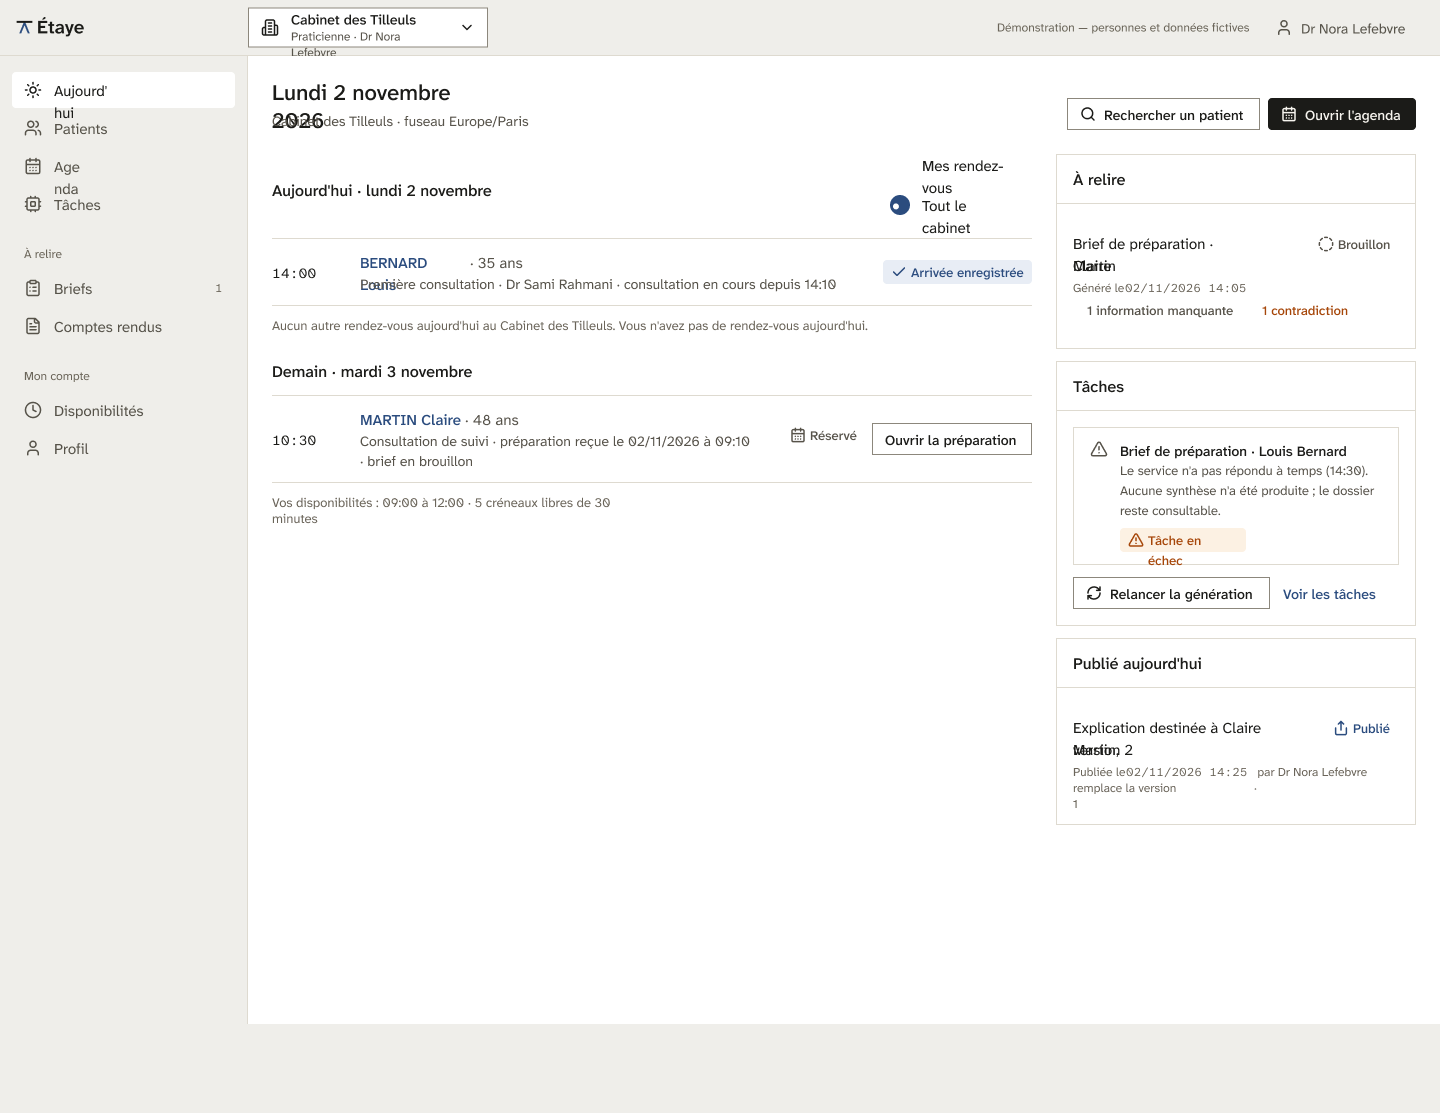 Étaye
Cabinet des Tilleuls
Praticienne · Dr Nora
Lefebvre
Démonstration — personnes et données fictives
Dr Nora Lefebvre
Aujourd'
hui
Patients
Age
nda
Tâches
À relire
Briefs 1
Comptes rendus
Mon compte
Disponibilités
Profil
Lundi 2 novembre
2026
Cabinet des Tilleuls · fuseau Europe/Paris
Rechercher un patient
Ouvrir l'agenda
Aujourd'hui · lundi 2 novembre
Mes rendez-
vous
Tout le
cabinet
14:00
BERNARD · 35 ans
Louis
Première consultation · Dr Sami Rahmani · consultation en cours depuis 14:10
Arrivée enregistrée
Aucun autre rendez-vous aujourd'hui au Cabinet des Tilleuls. Vous n'avez pas de rendez-vous aujourd'hui.
Demain · mardi 3 novembre
10:30
MARTIN Claire · 48 ans
Consultation de suivi · préparation reçue le 02/11/2026 à 09:10
· brief en brouillon
Réservé
Ouvrir la préparation
Vos disponibilités : 09:00 à 12:00 · 5 créneaux libres de 30
minutes
À relire
Brief de préparation ·
Claire
Martin
Brouillon
Généré le 02/11/2026 14:05
1 information manquante
1 contradiction
Tâches
Brief de préparation · Louis Bernard
Le service n'a pas répondu à temps (14:30).
Aucune synthèse n'a été produite ; le dossier
reste consultable.
Tâche en
échec
Relancer la génération
Voir les tâches
Publié aujourd'hui
Explication destinée à Claire
Martin,
version 2
Publié
Publiée le 02/11/2026 14:25 par Dr Nora Lefebvre
·
remplace la version
1